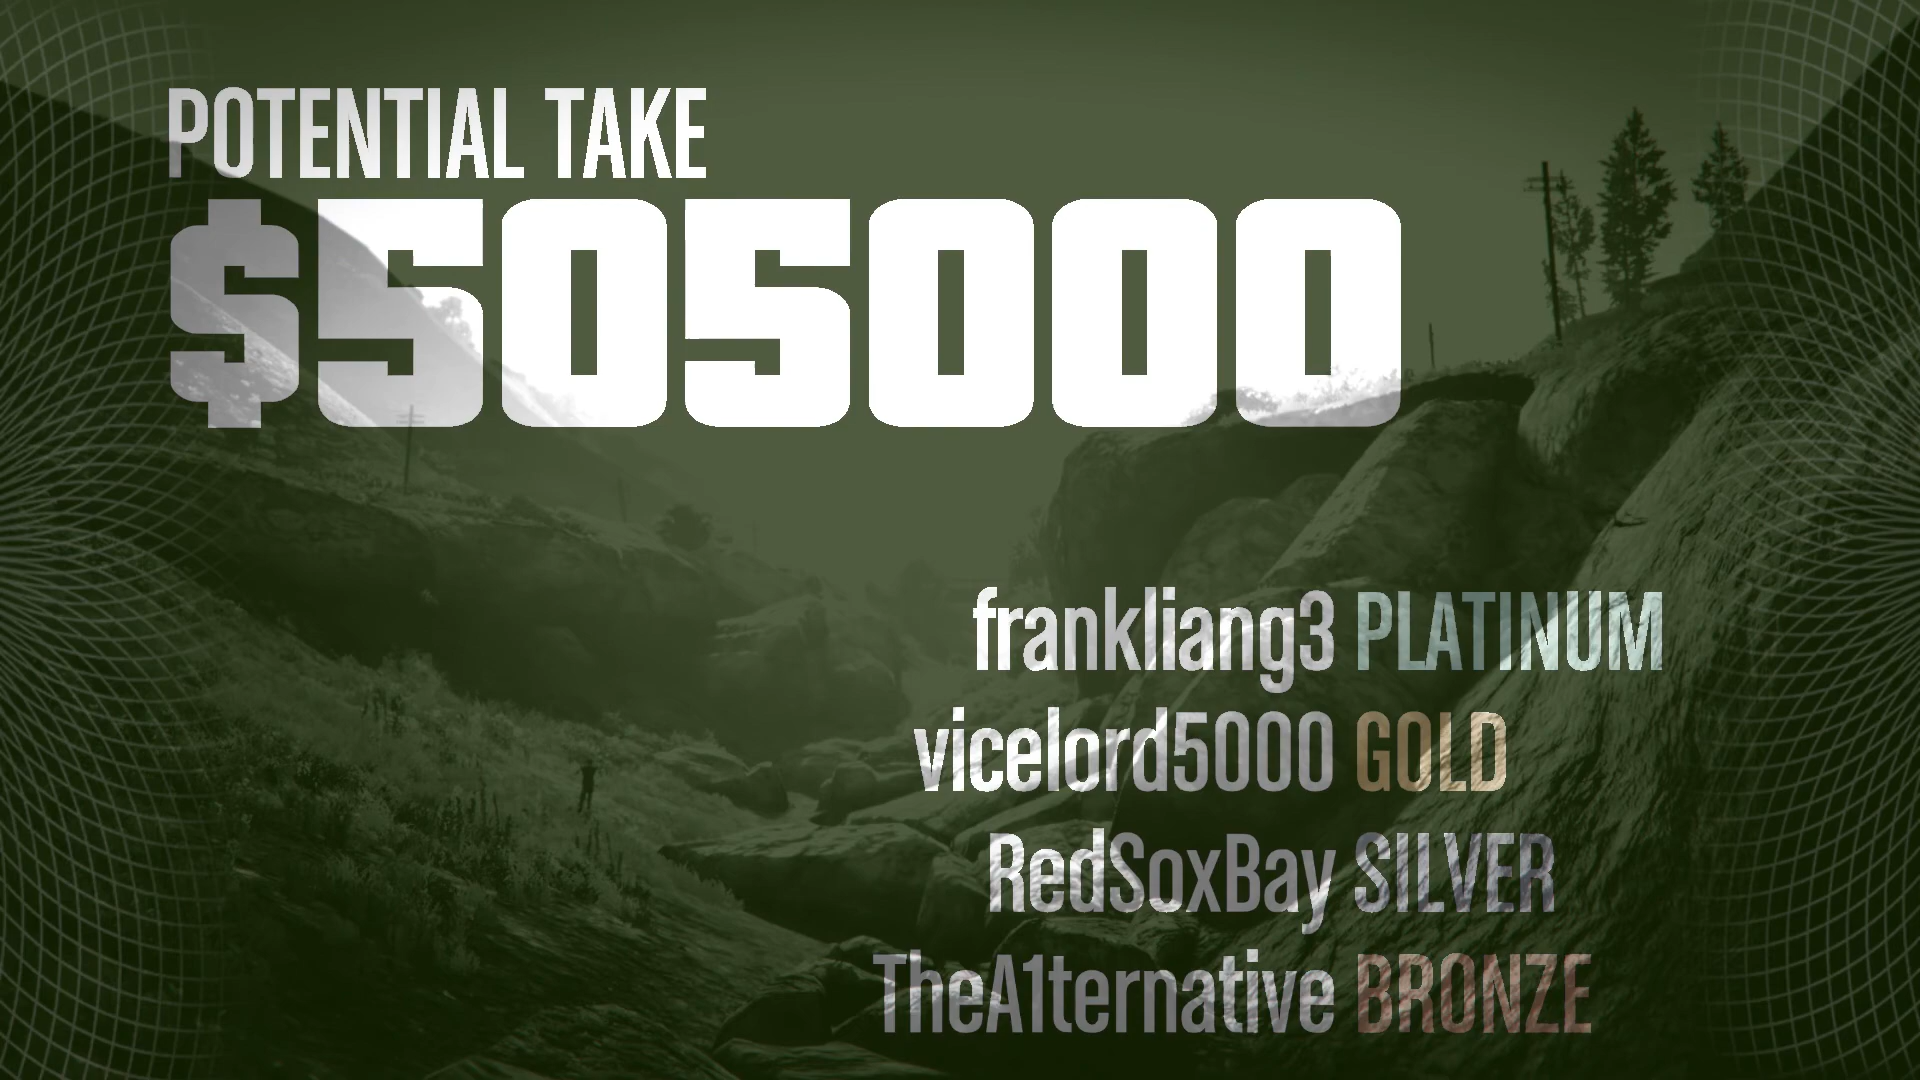 POTENTIAL TAKE
$505000
frankliang3 PLATINUM
vicelord5000 GOLD
RedSoxBay SILVER
TheA1ternative BRONZE